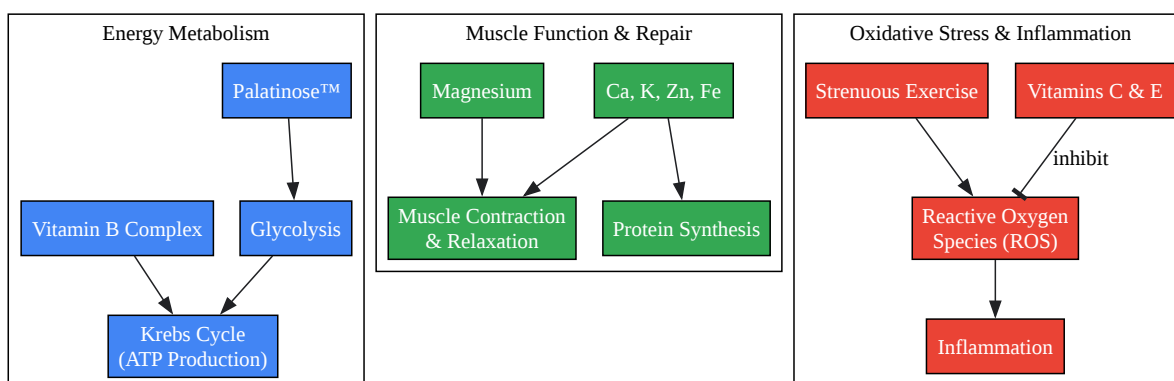 Energy Metabolism
Palatinose™
Vitamin B Complex
Glycolysis
Krebs Cycle
(ATP Production)
Muscle Function & Repair
Magnesium
Ca, K, Zn, Fe
Muscle Contraction
& Relaxation
Protein Synthesis
Oxidative Stress & Inflammation
Strenuous Exercise
Vitamins C & E
inhibit
Reactive Oxygen
Species (ROS)
Inflammation